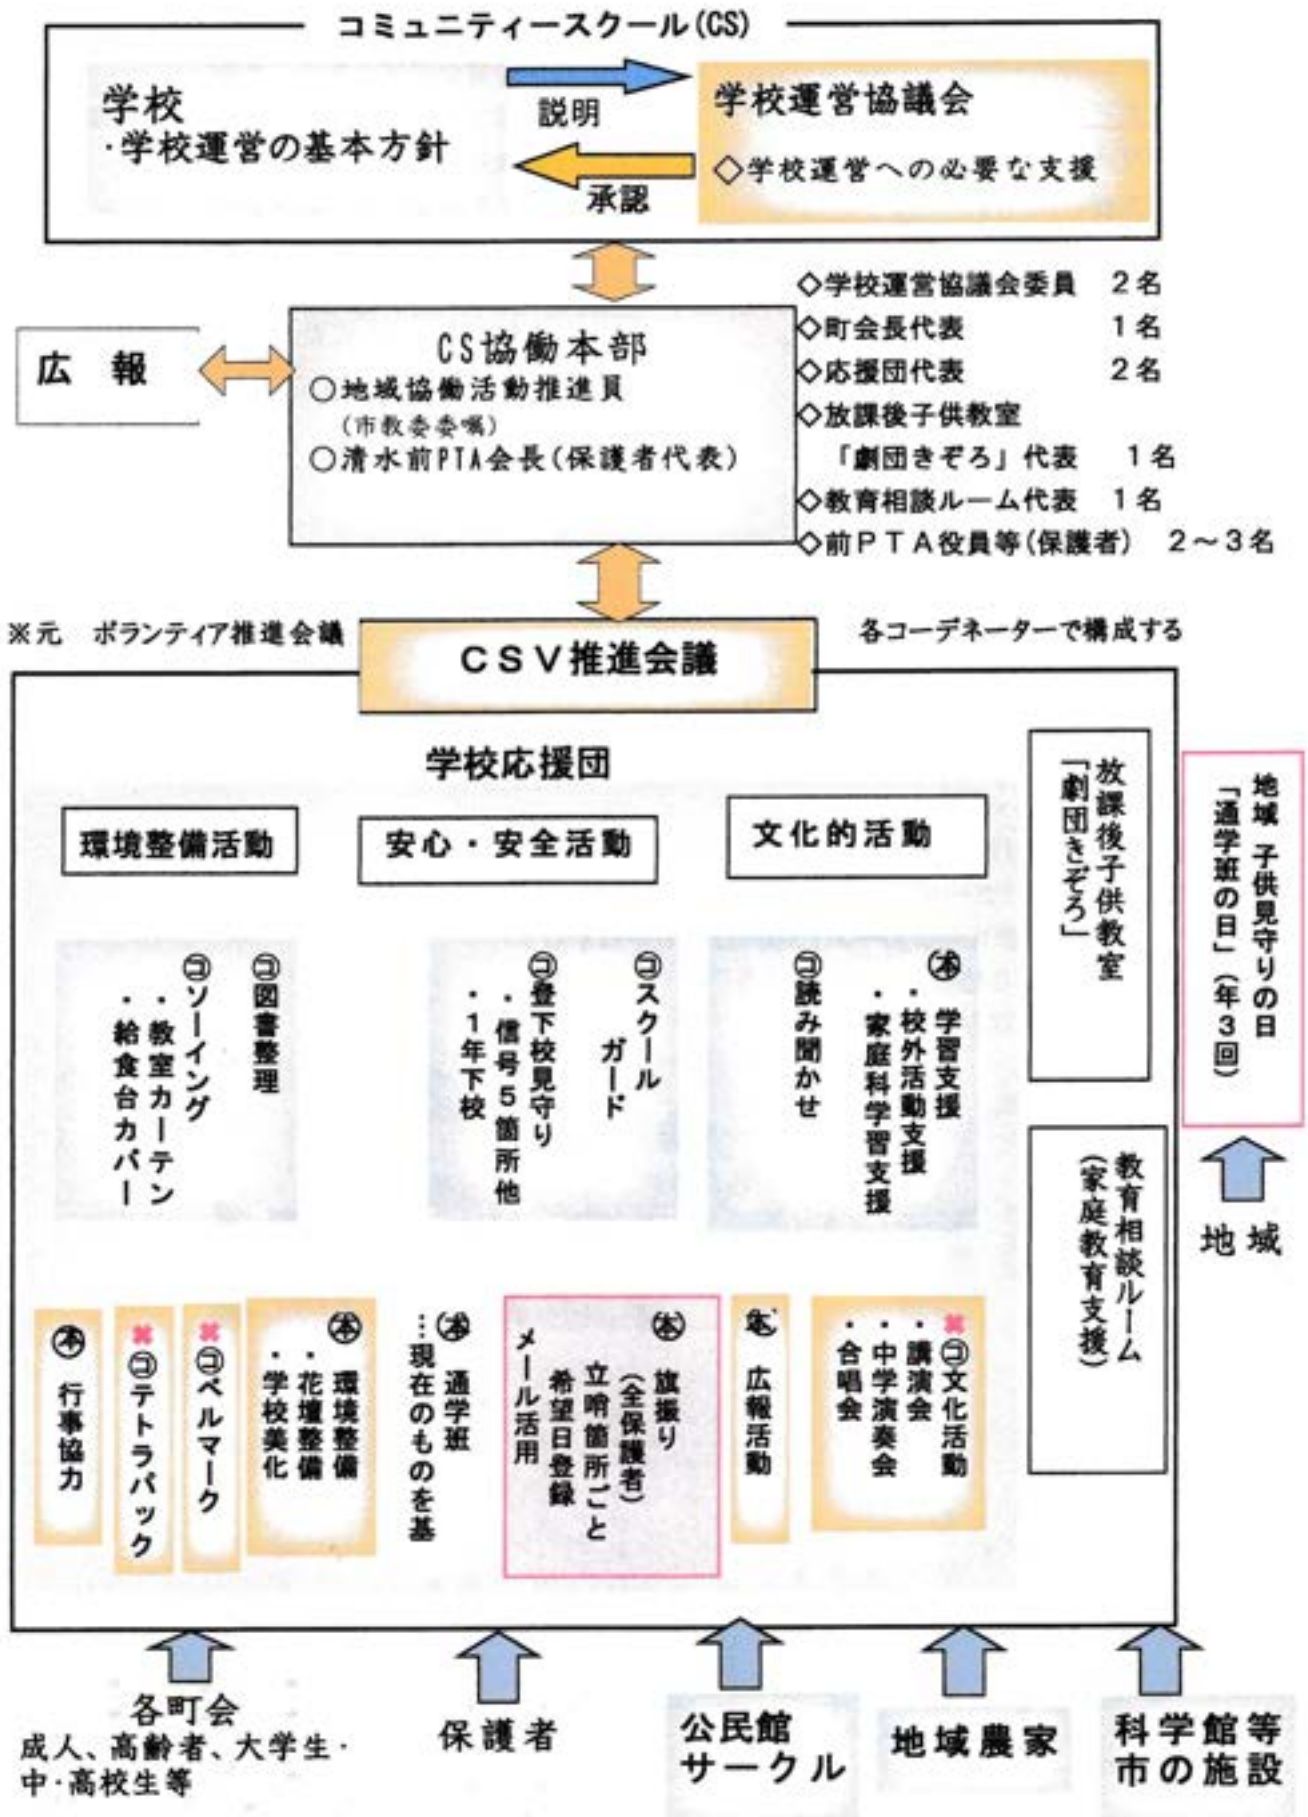 コミュニティースクール(CS)
学校
・学校運営の基本方針
説明
承認
学校運営協議会
◇学校運営への必要な支援
広 報
CS協働本部
○地域協働活動推進員
(市教委委嘱)
○清水前PTA会長(保護者代表)
◇学校運営協議会委員 2名
◇町会長代表 1名
◇応援団代表 2名
◇放課後子供教室
「劇団きぞろ」代表 1名
◇教育相談ルーム代表 1名
◇前PTA役員等(保護者) 2～3名
※元 ボランティア推進会議
CSV推進会議
各コーデネーターで構成する
学校応援団
環境整備活動
安心・安全活動
文化的活動
㋙図書整理
㋙ソーイング
・教室カーテン
・給食台カバー
㋙スクール
ガード
㋙登下校見守り
・信号5箇所他
・1年下校
㊍ 学習支援
・校外活動支援
・家庭科学習支援
㋙読み聞かせ
放課後子供教室
「劇団きぞろ」
教育相談ルーム
(家庭教育支援)
地域 子供見守りの日
「通学班の日」(年3回)
地域
本 環境整備
・花壇整備
・学校美化
✖㋙ベルマーク
✖㋙テトラパック
本 行事協力
本 通学班
…現在のものを基
本 旗振り
(全保護者)
立哨箇所ごと
希望日登録
メール活用
広報活動
✖㋙文化活動
・講演会
・中学演奏会
・合唱会
各町会
成人、高齢者、大学生・
中・高校生等
保護者
公民館
サークル
地域農家
科学館等
市の施設